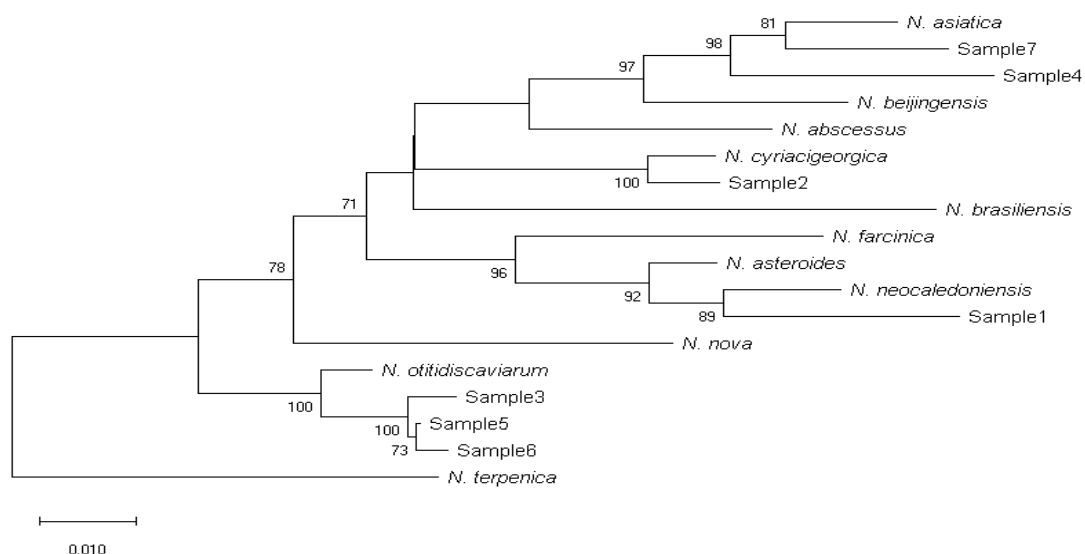 81
N. asiatica
98
Sample7
97
Sample4
N. beijingensis
N. abscessus
N. cyriacigeorgica
100
Sample2
71
N. brasiliensis
N. farcinica
96
N. asteroides
92
N. neocaledoniensis
89
Sample1
78
N. nova
N. otitidiscaviarum
100
Sample3
100
Sample5
73
Sample6
N. terpenica
0.010